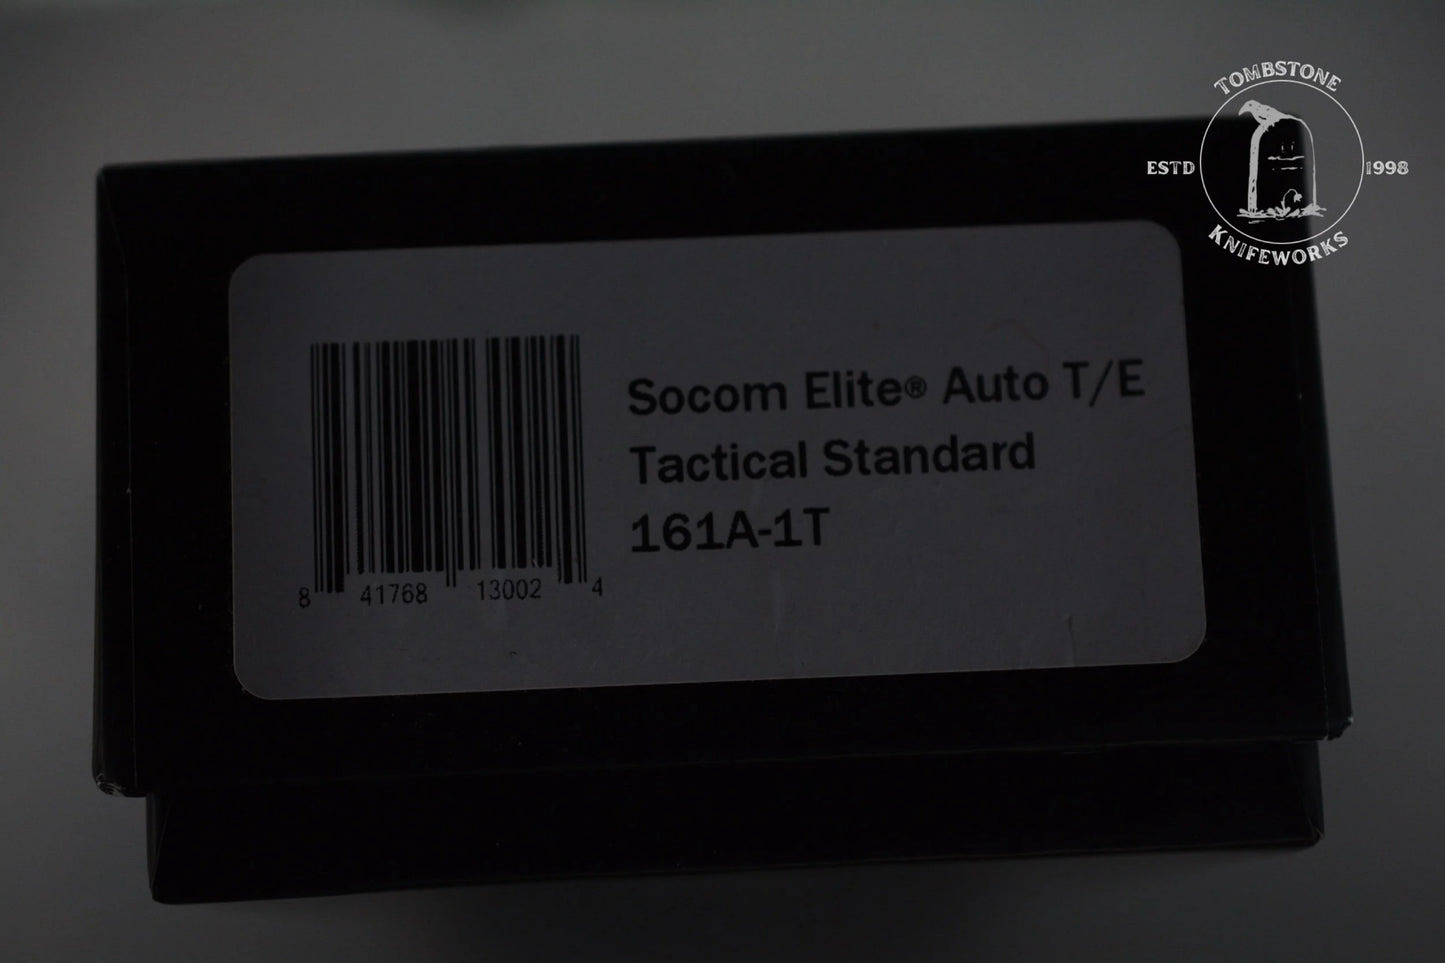 TOMBSTONE
ESTD 1998
KNIFEWORKS
Socom Elite® Auto T/E
Tactical Standard
161A-1T
8 41768 13002 4